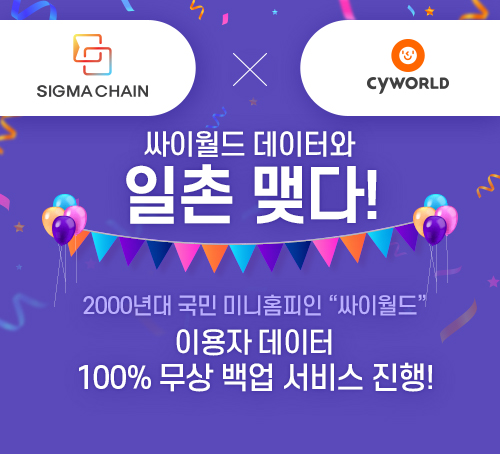 SIGMA CHAIN
CYWORLD
싸이월드 데이터와
일촌 맺다!
2000년대 국민 미니홈피인 “싸이월드”
이용자 데이터
100% 무상 백업 서비스 진행!